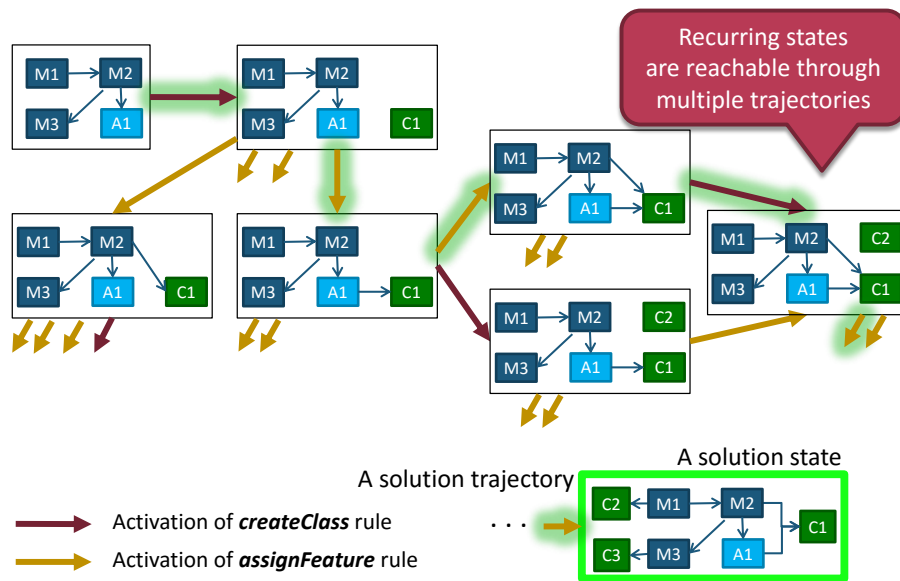 Recurring states
are reachable through
multiple trajectories
M1 M2
M3 A1
M1 M2
M3 A1 C1
M1 M2
M3 A1 C1
M1 M2
M3 A1 C1
M1 M2
M3 A1 C1
M1 M2 C2
M3 A1 C1
M1 M2 C2
M3 A1 C1
A solution state
A solution trajectory
C2 M1 M2
C1
C3 M3 A1
Activation of createClass rule
. . .
Activation of assignFeature rule